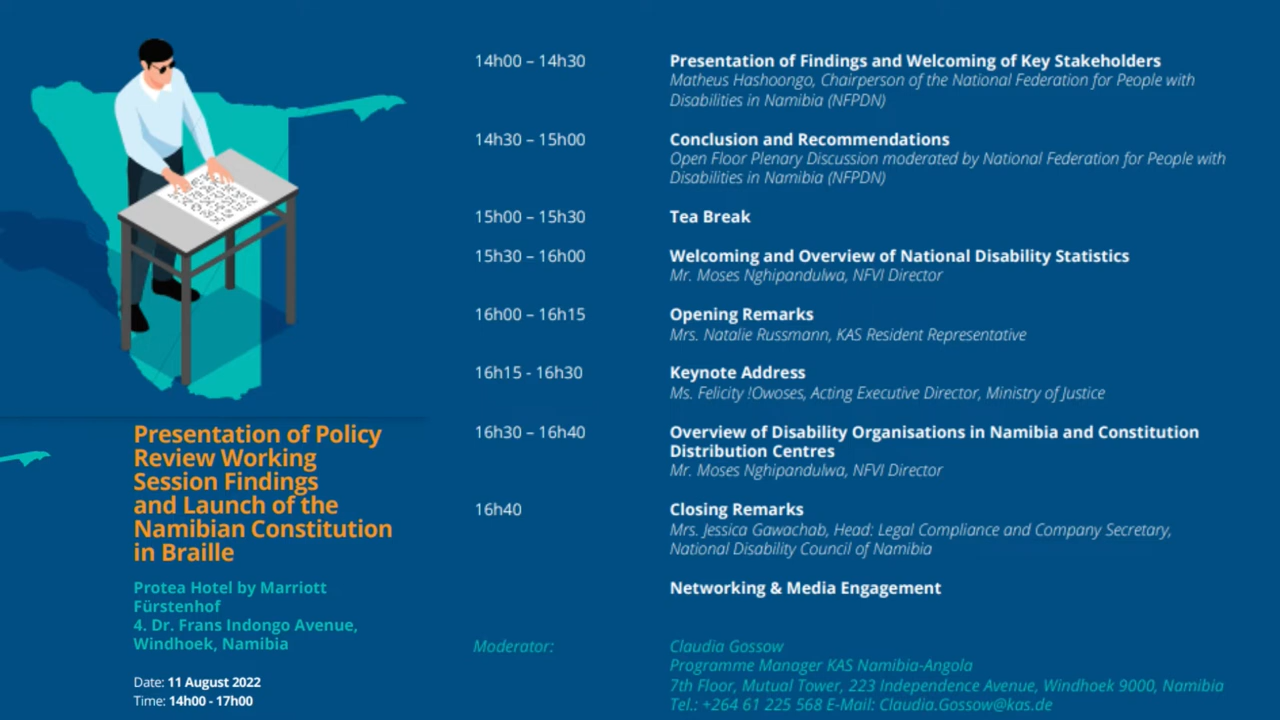 14h00 – 14h30
Presentation of Findings and Welcoming of Key Stakeholders
Matheus Hashoongo, Chairperson of the National Federation for People with
Disabilities in Namibia (NFPDN)
14h30 – 15h00
Conclusion and Recommendations
Open Floor Plenary Discussion moderated by National Federation for People with
Disabilities in Namibia (NFPDN)
15h00 – 15h30
Tea Break
15h30 – 16h00
Welcoming and Overview of National Disability Statistics
Mr. Moses Nghipandulwa, NFVI Director
16h00 – 16h15
Opening Remarks
Mrs. Natalie Russmann, KAS Resident Representative
16h15 - 16h30
Keynote Address
Ms. Felicity !Owoses, Acting Executive Director, Ministry of Justice
16h30 – 16h40
Overview of Disability Organisations in Namibia and Constitution
Distribution Centres
Mr. Moses Nghipandulwa, NFVI Director
16h40
Closing Remarks
Mrs. Jessica Gawachab, Head: Legal Compliance and Company Secretary,
National Disability Council of Namibia
Networking & Media Engagement
Moderator:
Claudia Gossow
Programme Manager KAS Namibia-Angola
7th Floor, Mutual Tower, 223 Independence Avenue, Windhoek 9000, Namibia
Tel.: +264 61 225 568 E-Mail: Claudia.Gossow@kas.de
Presentation of Policy
Review Working
Session Findings
and Launch of the
Namibian Constitution
in Braille
Protea Hotel by Marriott
Fürstenhof
4. Dr. Frans Indongo Avenue,
Windhoek, Namibia
Date: 11 August 2022
Time: 14h00 - 17h00